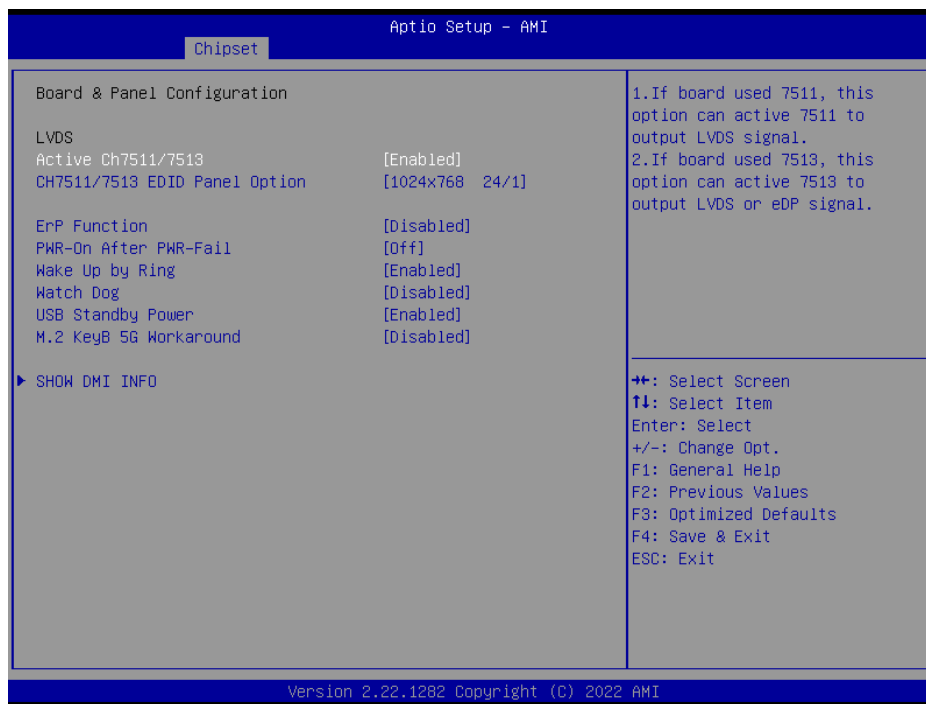 Aptio Setup – AMI
Chipset
Board & Panel Configuration
LVDS
Active Ch7511/7513 [Enabled]
CH7511/7513 EDID Panel Option [1024x768 24/1]
ErP Function [Disabled]
PWR-On After PWR-Fail [Off]
Wake Up by Ring [Enabled]
Watch Dog [Disabled]
USB Standby Power [Enabled]
M.2 KeyB 5G Workaround [Disabled]
▶ SHOW DMI INFO
1.If board used 7511, this
option can active 7511 to
output LVDS signal.
2.If board used 7513, this
option can active 7513 to
output LVDS or eDP signal.
→←: Select Screen
↑↓: Select Item
Enter: Select
+/-: Change Opt.
F1: General Help
F2: Previous Values
F3: Optimized Defaults
F4: Save & Exit
ESC: Exit
Version 2.22.1282 Copyright (C) 2022 AMI